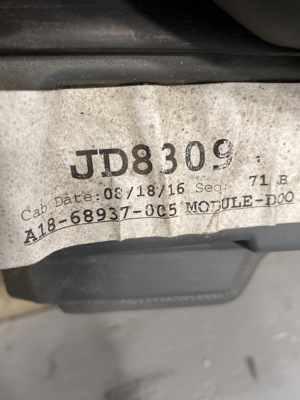 JD8309
Cab Date: 08/18/16 Seq: 71 B
A18-68937-005 MODULE-DOO